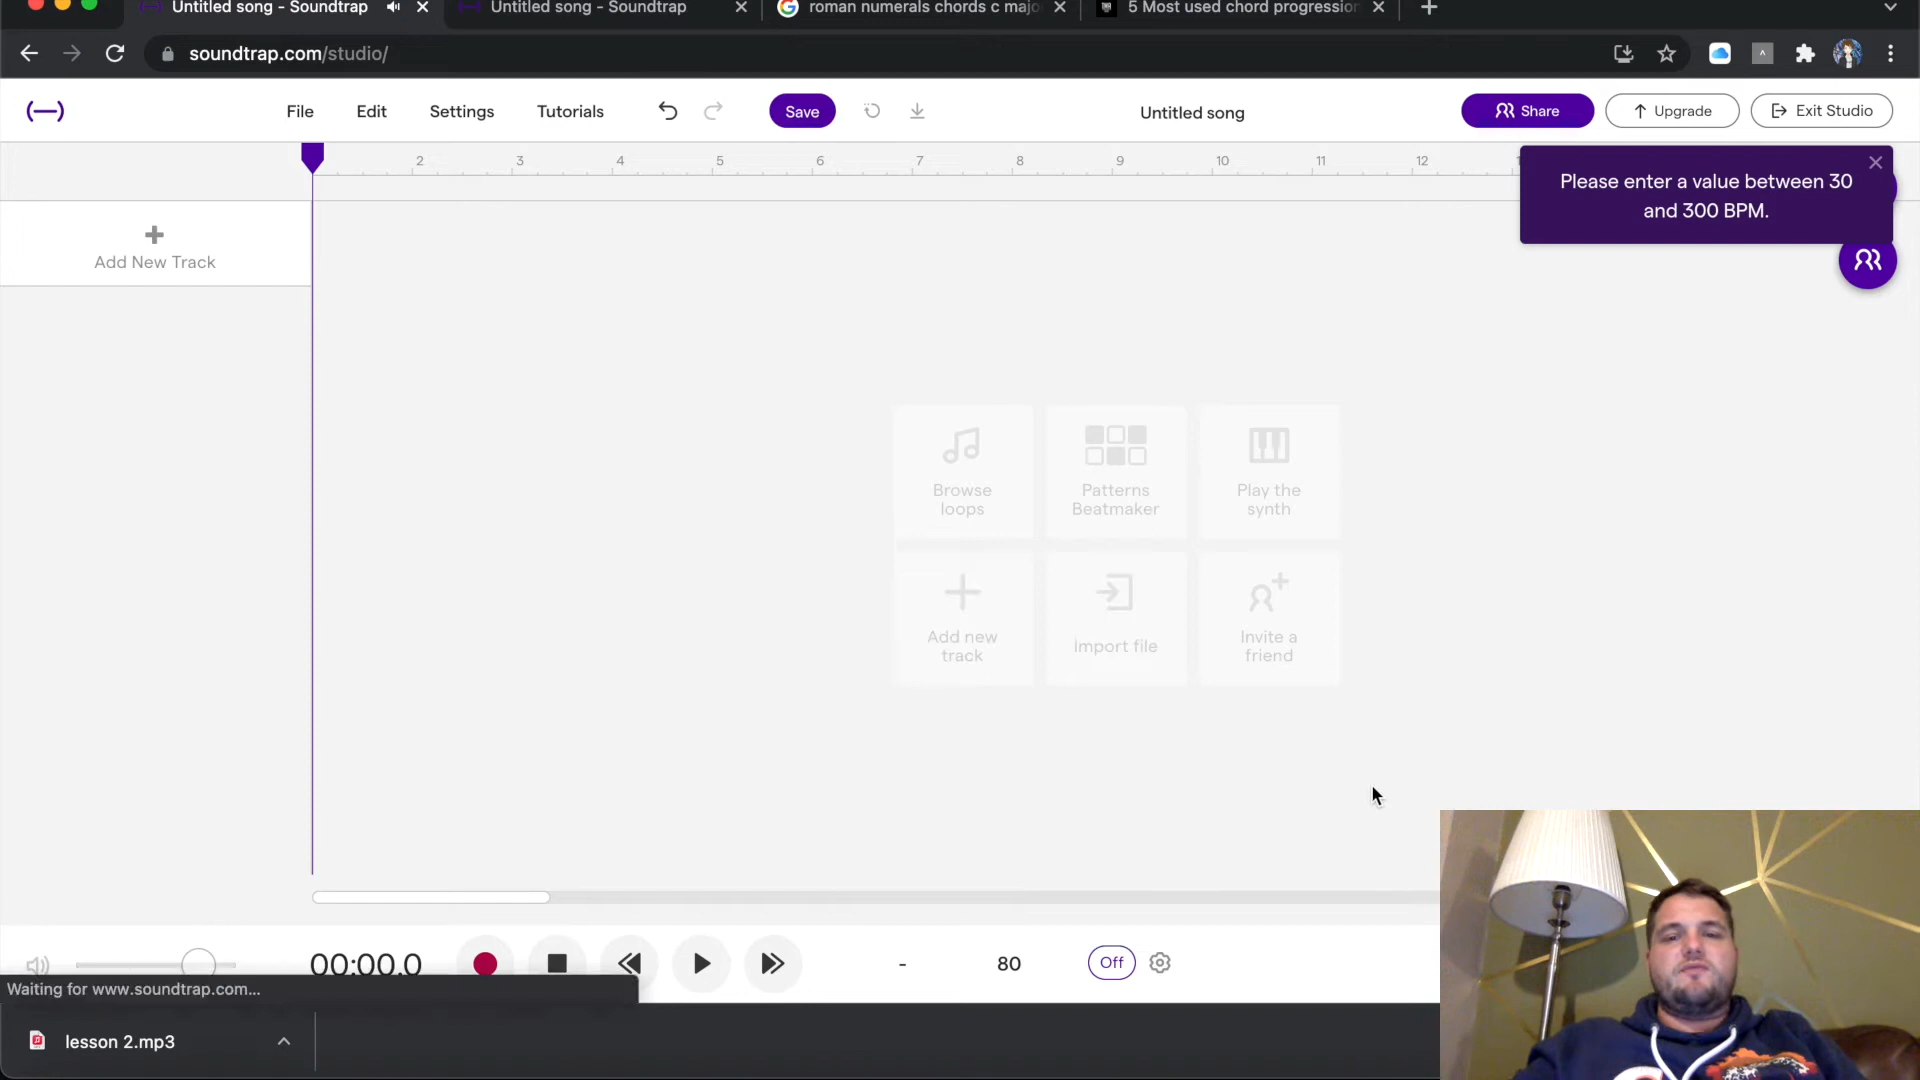 Untitled song - Soundtrap
Untitled song - Soundtrap
roman numerals chords c majo
5 Most used chord progression
soundtrap.com/studio/
File
Edit
Settings
Tutorials
Save
Untitled song
Share
Upgrade
Exit Studio
2 3 4 5 6 7 8 9 10 11 12
Please enter a value between 30
and 300 BPM.
Add New Track
Browse
loops
Patterns
Beatmaker
Play the
synth
Add new
track
Import file
Invite a
friend
00:00.0
-
80
Off
Waiting for www.soundtrap.com...
lesson 2.mp3